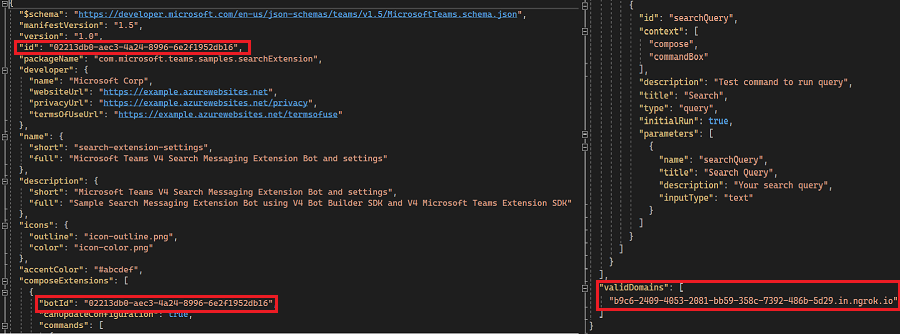 {
"$schema": "https://developer.microsoft.com/en-us/json-schemas/teams/v1.5/MicrosoftTeams.schema.json",
"manifestVersion": "1.5",
"version": "1.0",
"id": "02213db0-aec3-4a24-8996-6e2f1952db16",
"packageName": "com.microsoft.teams.samples.searchExtension",
"developer": {
"name": "Microsoft Corp",
"websiteUrl": "https://example.azurewebsites.net",
"privacyUrl": "https://example.azurewebsites.net/privacy",
"termsOfUseUrl": "https://example.azurewebsites.net/termsofuse"
},
"name": {
"short": "search-extension-settings",
"full": "Microsoft Teams V4 Search Messaging Extension Bot and settings"
},
"description": {
"short": "Microsoft Teams V4 Search Messaging Extension Bot and settings",
"full": "Sample Search Messaging Extension Bot using V4 Bot Builder SDK and V4 Microsoft Teams Extension SDK"
},
"icons": {
"outline": "icon-outline.png",
"color": "icon-color.png"
},
"accentColor": "#abcdef",
"composeExtensions": [
{
"botId": "02213db0-aec3-4a24-8996-6e2f1952db16",
"canUpdateConfiguration": true,
"commands": [
{
"id": "searchQuery",
"context": [
"compose",
"commandBox"
],
"description": "Test command to run query",
"title": "Search",
"type": "query",
"initialRun": true,
"parameters": [
{
"name": "searchQuery",
"title": "Search Query",
"description": "Your search query",
"inputType": "text"
}
]
}
]
}
],
"validDomains": [
"b9c6-2409-4053-2081-bb59-358c-7392-486b-5d29.in.ngrok.io"
]
}